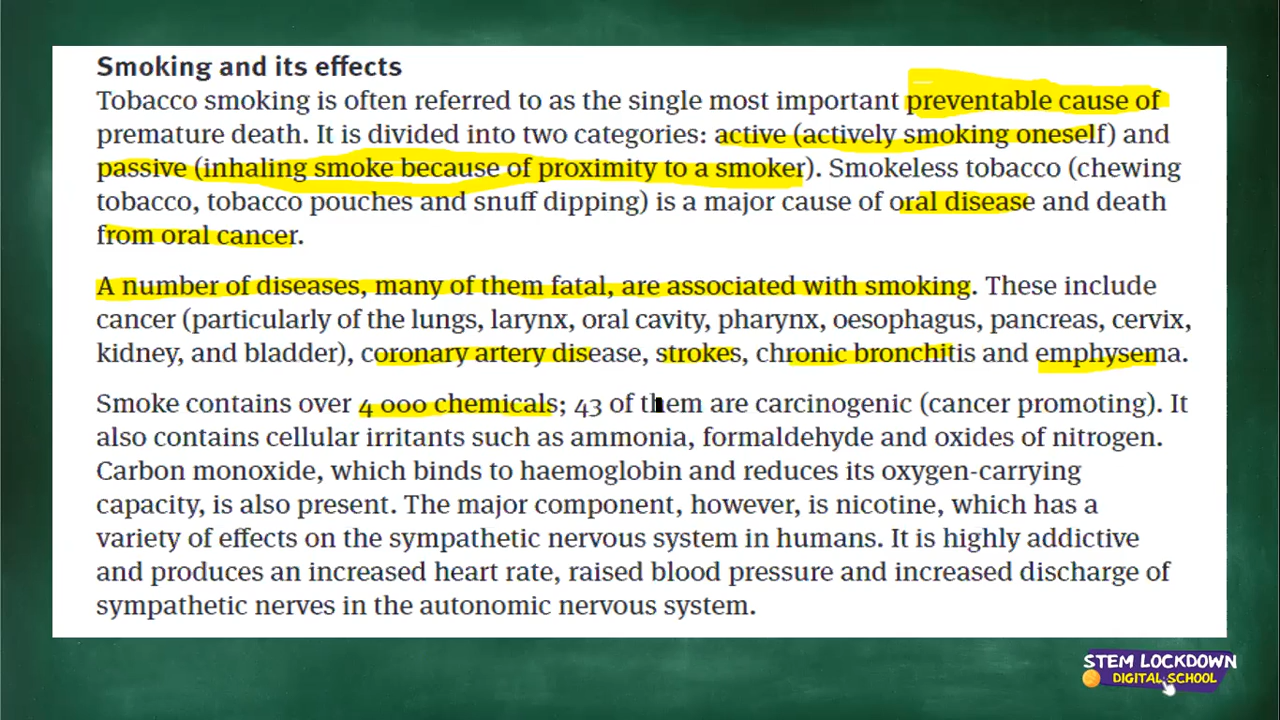 Smoking and its effects
Tobacco smoking is often referred to as the single most important preventable cause of
premature death. It is divided into two categories: active (actively smoking oneself) and
passive (inhaling smoke because of proximity to a smoker). Smokeless tobacco (chewing
tobacco, tobacco pouches and snuff dipping) is a major cause of oral disease and death
from oral cancer.
A number of diseases, many of them fatal, are associated with smoking. These include
cancer (particularly of the lungs, larynx, oral cavity, pharynx, oesophagus, pancreas, cervix,
kidney, and bladder), coronary artery disease, strokes, chronic bronchitis and emphysema.
Smoke contains over 4 000 chemicals; 43 of them are carcinogenic (cancer promoting). It
also contains cellular irritants such as ammonia, formaldehyde and oxides of nitrogen.
Carbon monoxide, which binds to haemoglobin and reduces its oxygen-carrying
capacity, is also present. The major component, however, is nicotine, which has a
variety of effects on the sympathetic nervous system in humans. It is highly addictive
and produces an increased heart rate, raised blood pressure and increased discharge of
sympathetic nerves in the autonomic nervous system.
STEM LOCKDOWN
DIGITAL SCHOOL